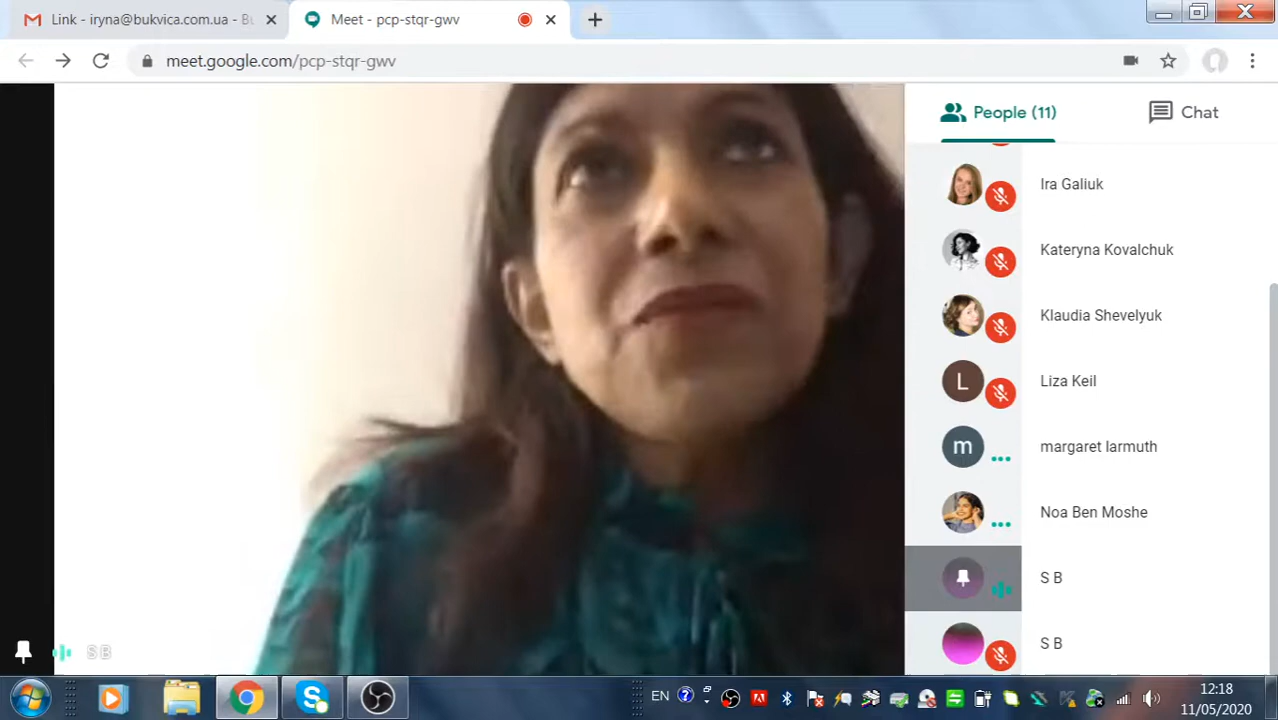 Link - iryna@bukvica.com.ua - Bu
Meet - pcp-stqr-gwv
meet.google.com/pcp-stqr-gwv
People (11)
Chat
Ira Galiuk
Kateryna Kovalchuk
Klaudia Shevelyuk
L
Liza Keil
m
margaret Iarmuth
Noa Ben Moshe
S B
S B
S B
EN
12:18
11/05/2020